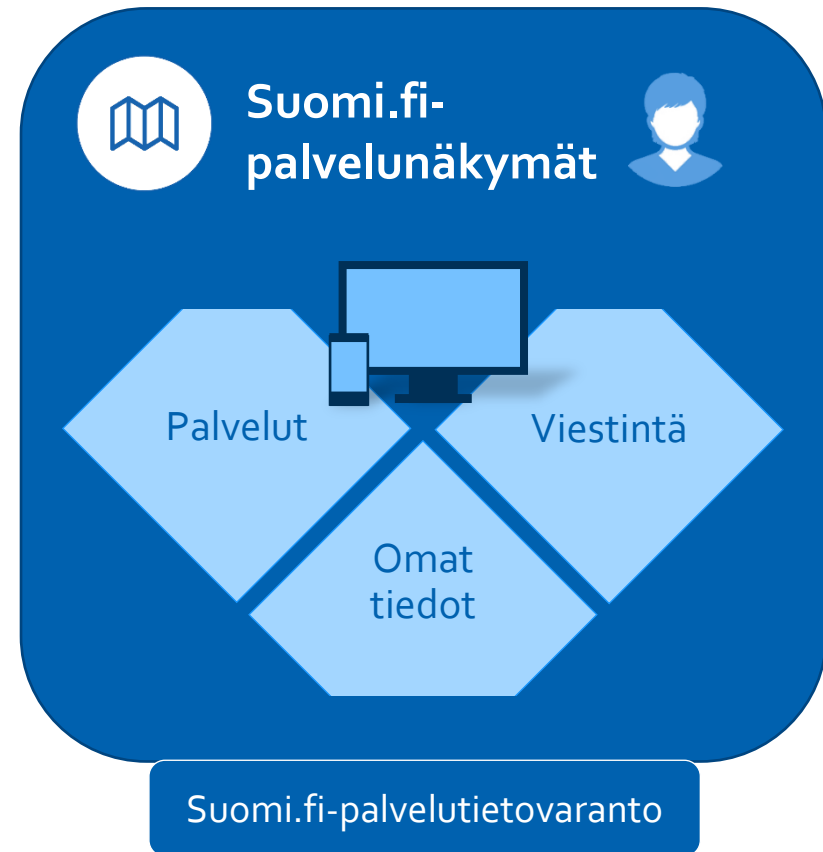 Suomi.fi-
palvelunäkymät
Palvelut
Viestintä
Omat
tiedot
Suomi.fi-palvelutietovaranto